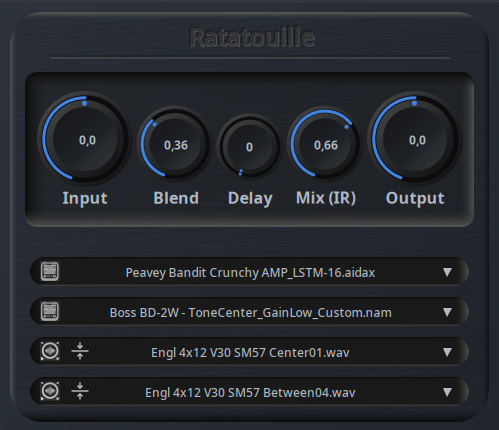 Ratatouille
0,0
0,36
0
0,66
0,0
Input
Blend
Delay
Mix (IR)
Output
Peavey Bandit Crunchy AMP_LSTM-16.aidax
Boss BD-2W - ToneCenter_GainLow_Custom.nam
Engl 4x12 V30 SM57 Center01.wav
Engl 4x12 V30 SM57 Between04.wav